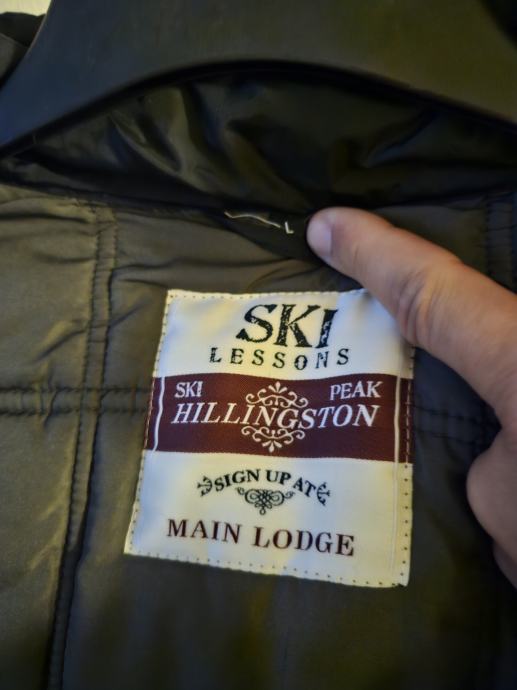 L
SKI
LESSONS
SKI PEAK
HILLINGSTON
SIGN UP AT
MAIN LODGE